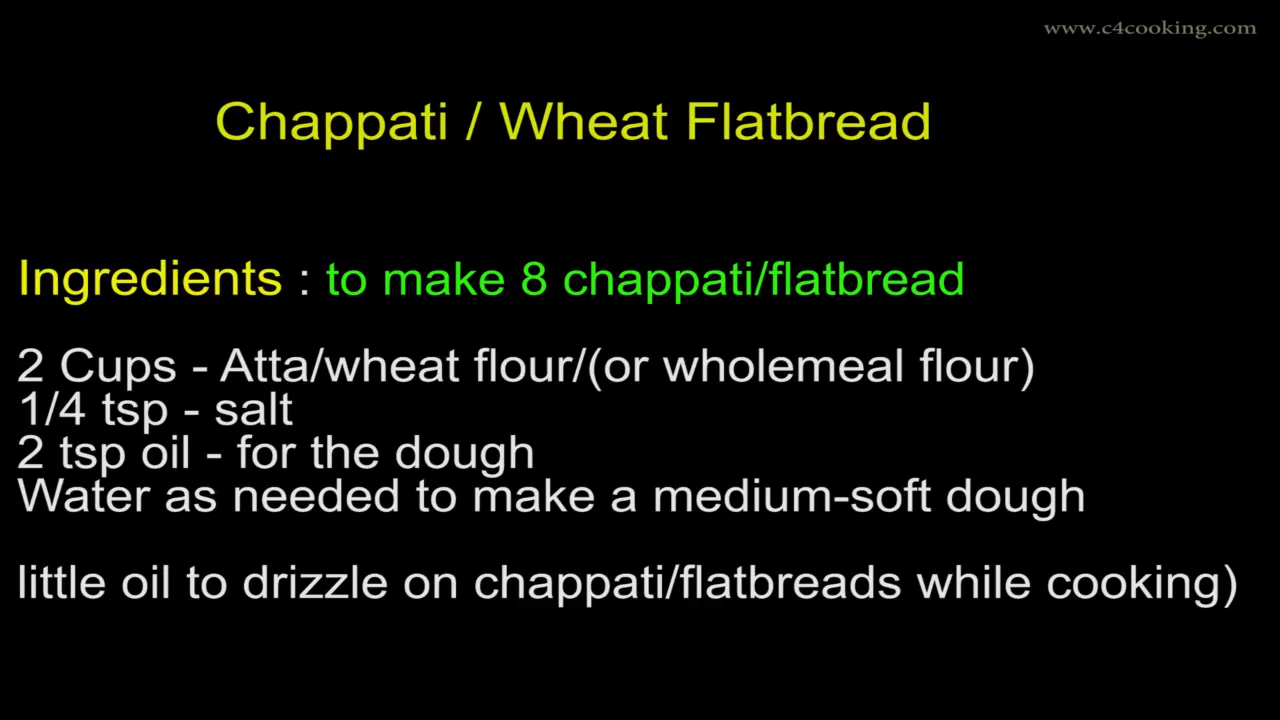 www.c4cooking.com
Chappati / Wheat Flatbread
Ingredients : to make 8 chappati/flatbread
2 Cups - Atta/wheat flour/(or wholemeal flour)
1/4 tsp - salt
2 tsp oil - for the dough
Water as needed to make a medium-soft dough
little oil to drizzle on chappati/flatbreads while cooking)